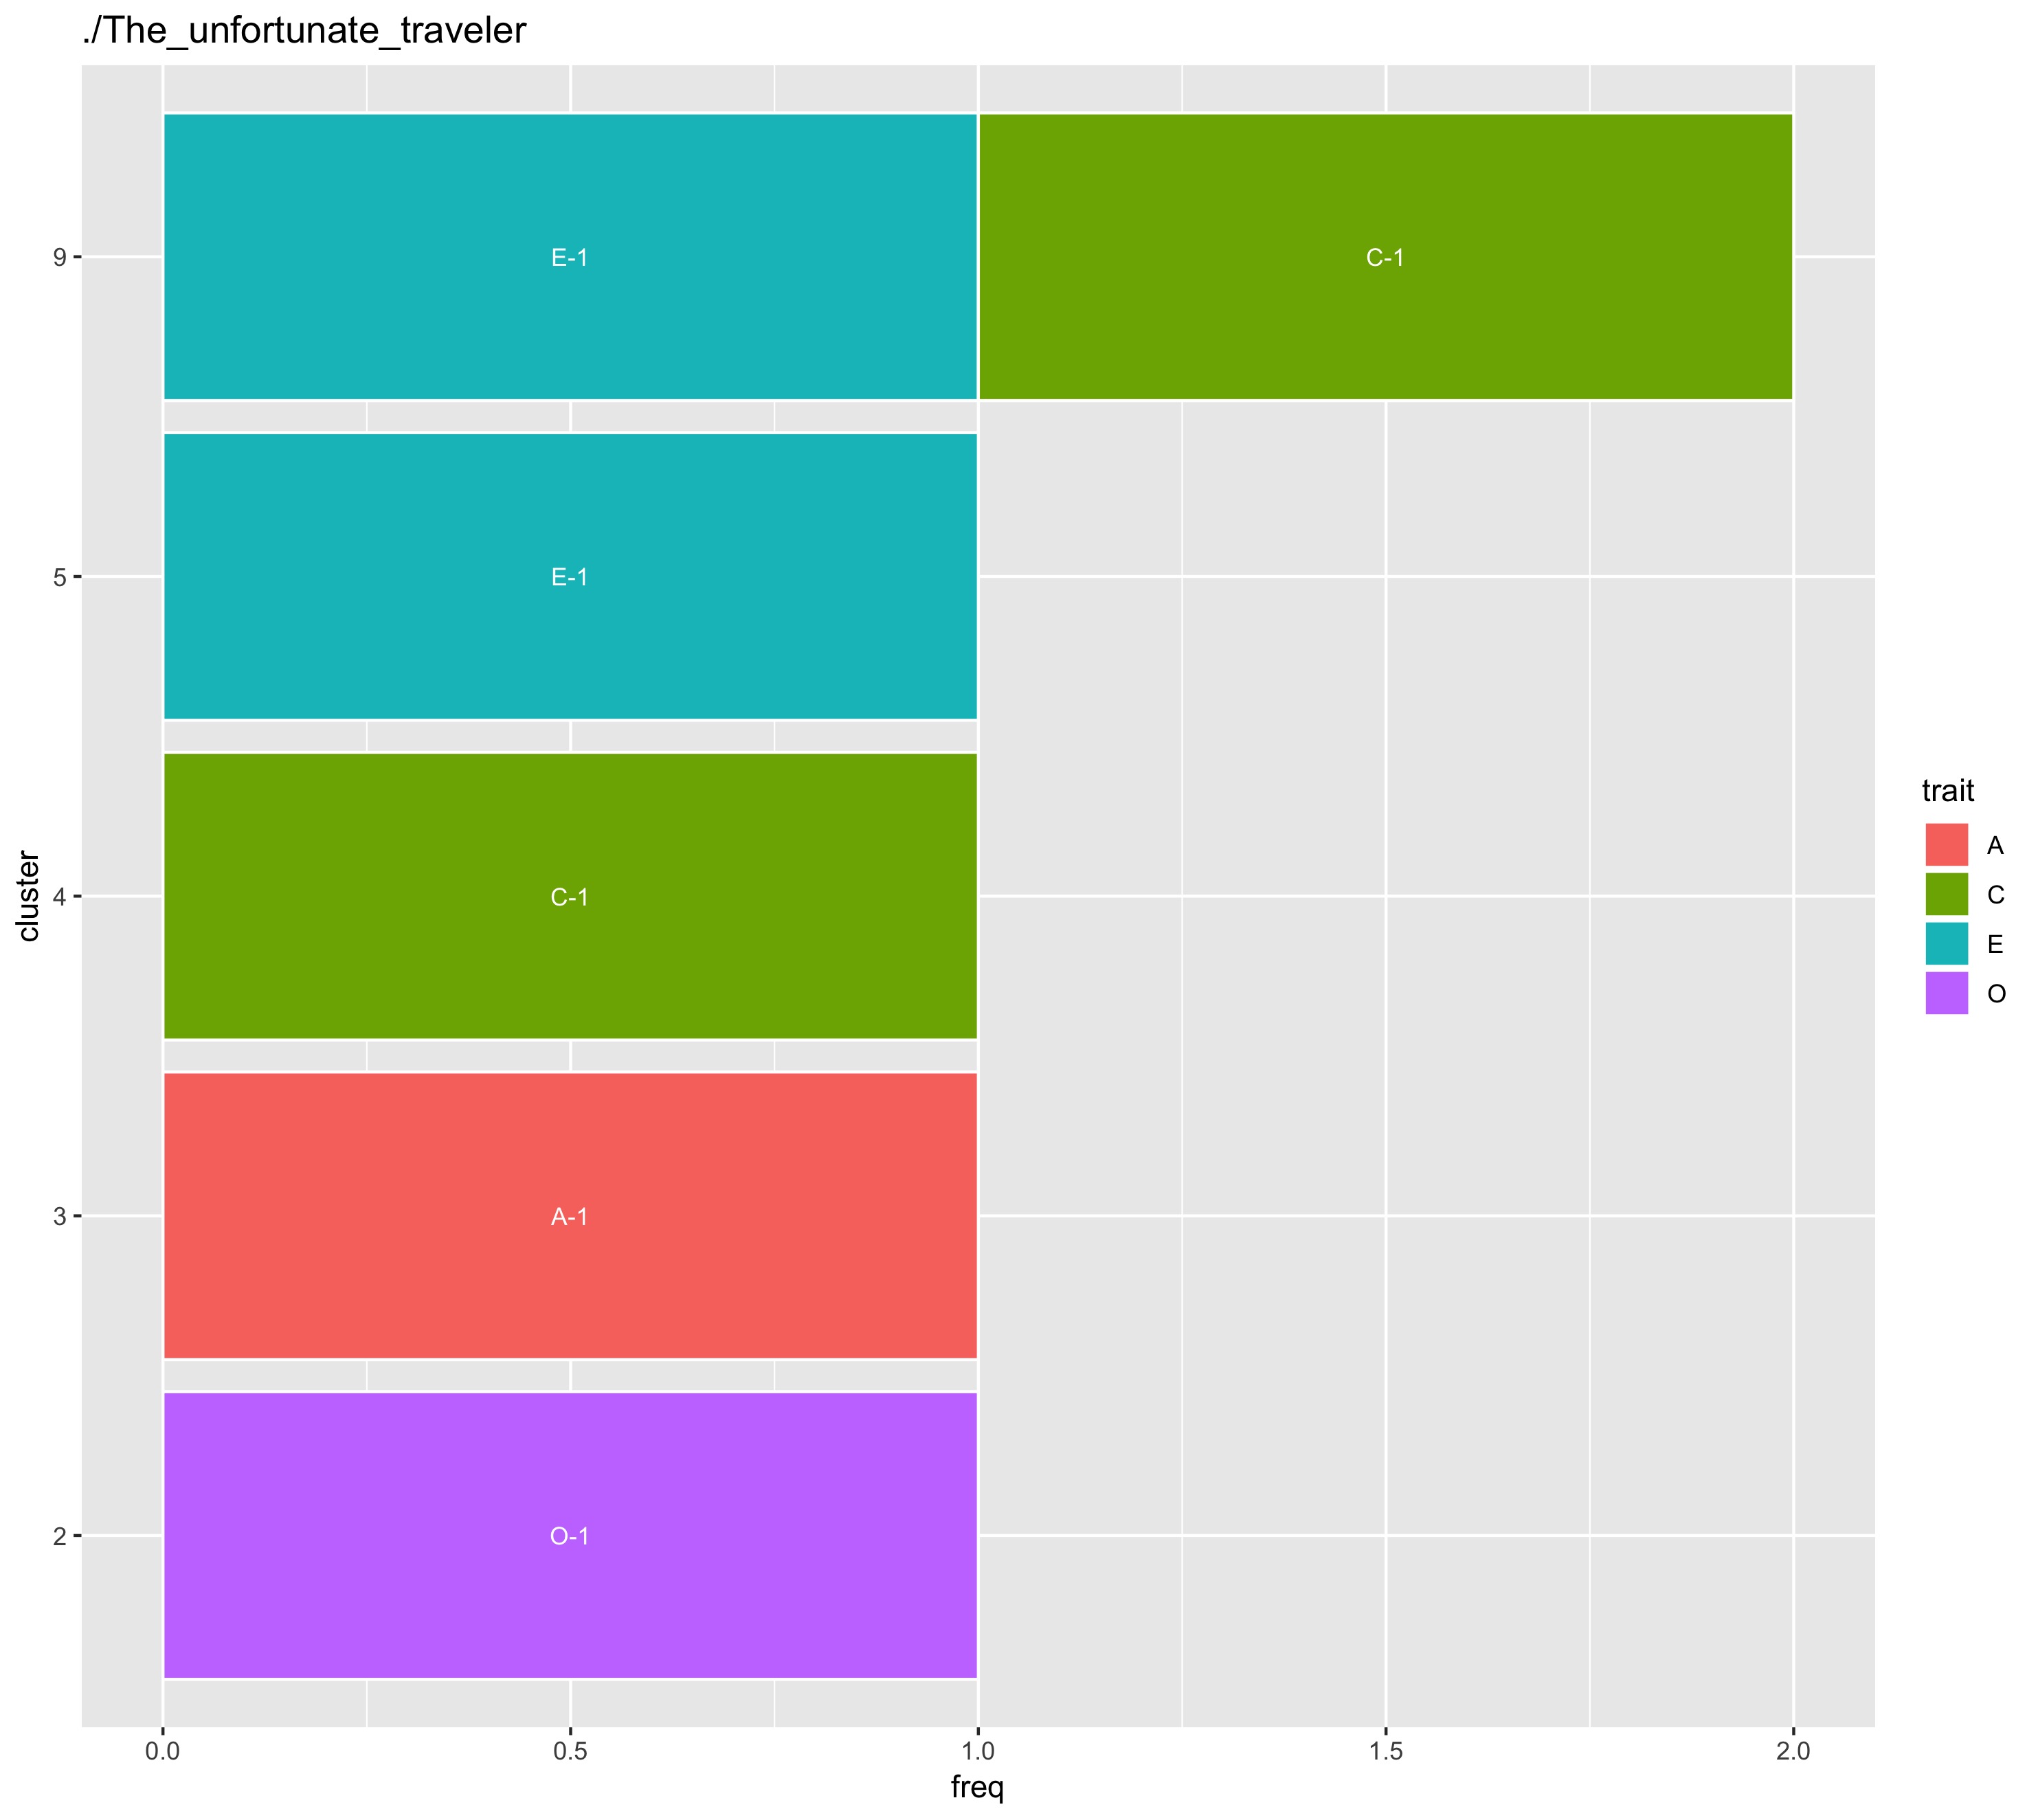 ./The_unfortunate_traveler
cluster
9
E-1
C-1
5
E-1
4
C-1
3
A-1
2
O-1
0.0 0.5 1.0 1.5 2.0
freq
trait
A
C
E
O